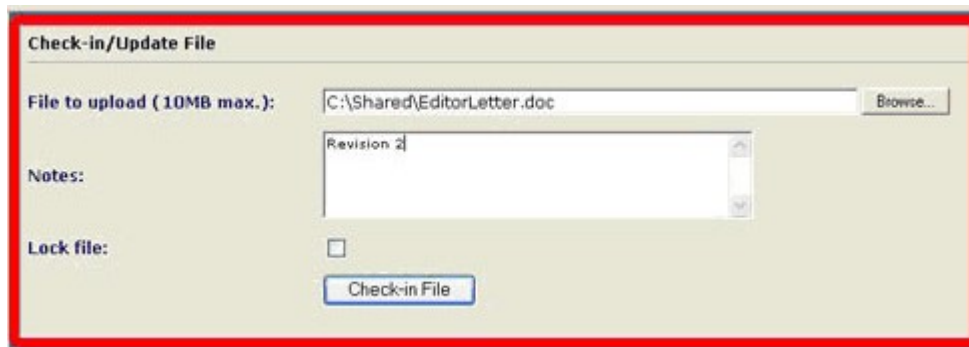 Check-in/Update File
File to upload ( 10MB max.): C:\Shared\EditorLetter.doc Browse...
Notes: Revision 2
Lock file:
Check-in File